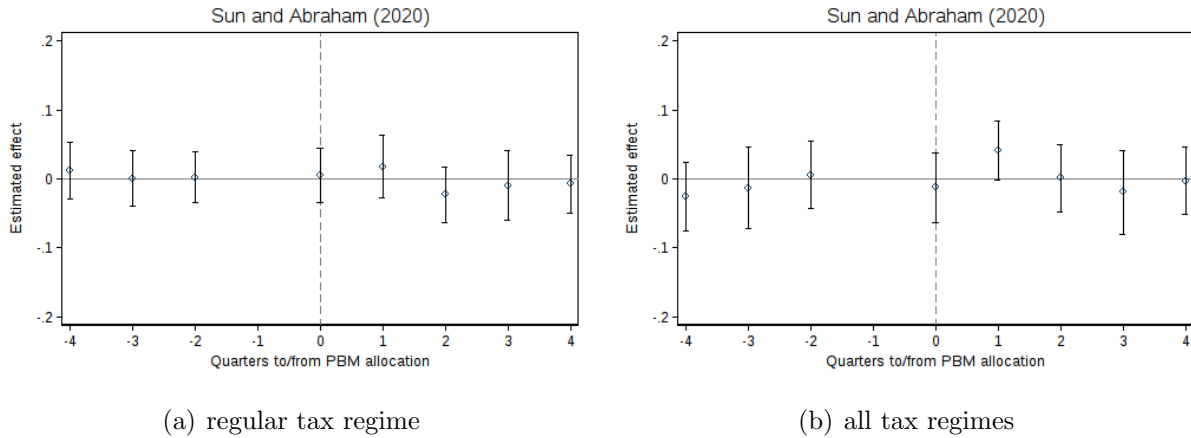 Sun and Abraham (2020)
.2
.1
0
-.1
-.2
Estimated effect
-4 -3 -2 -1 0 1 2 3 4
Quarters to/from PBM allocation
(a) regular tax regime
Sun and Abraham (2020)
.2
.1
0
-.1
-.2
Estimated effect
-4 -3 -2 -1 0 1 2 3 4
Quarters to/from PBM allocation
(b) all tax regimes